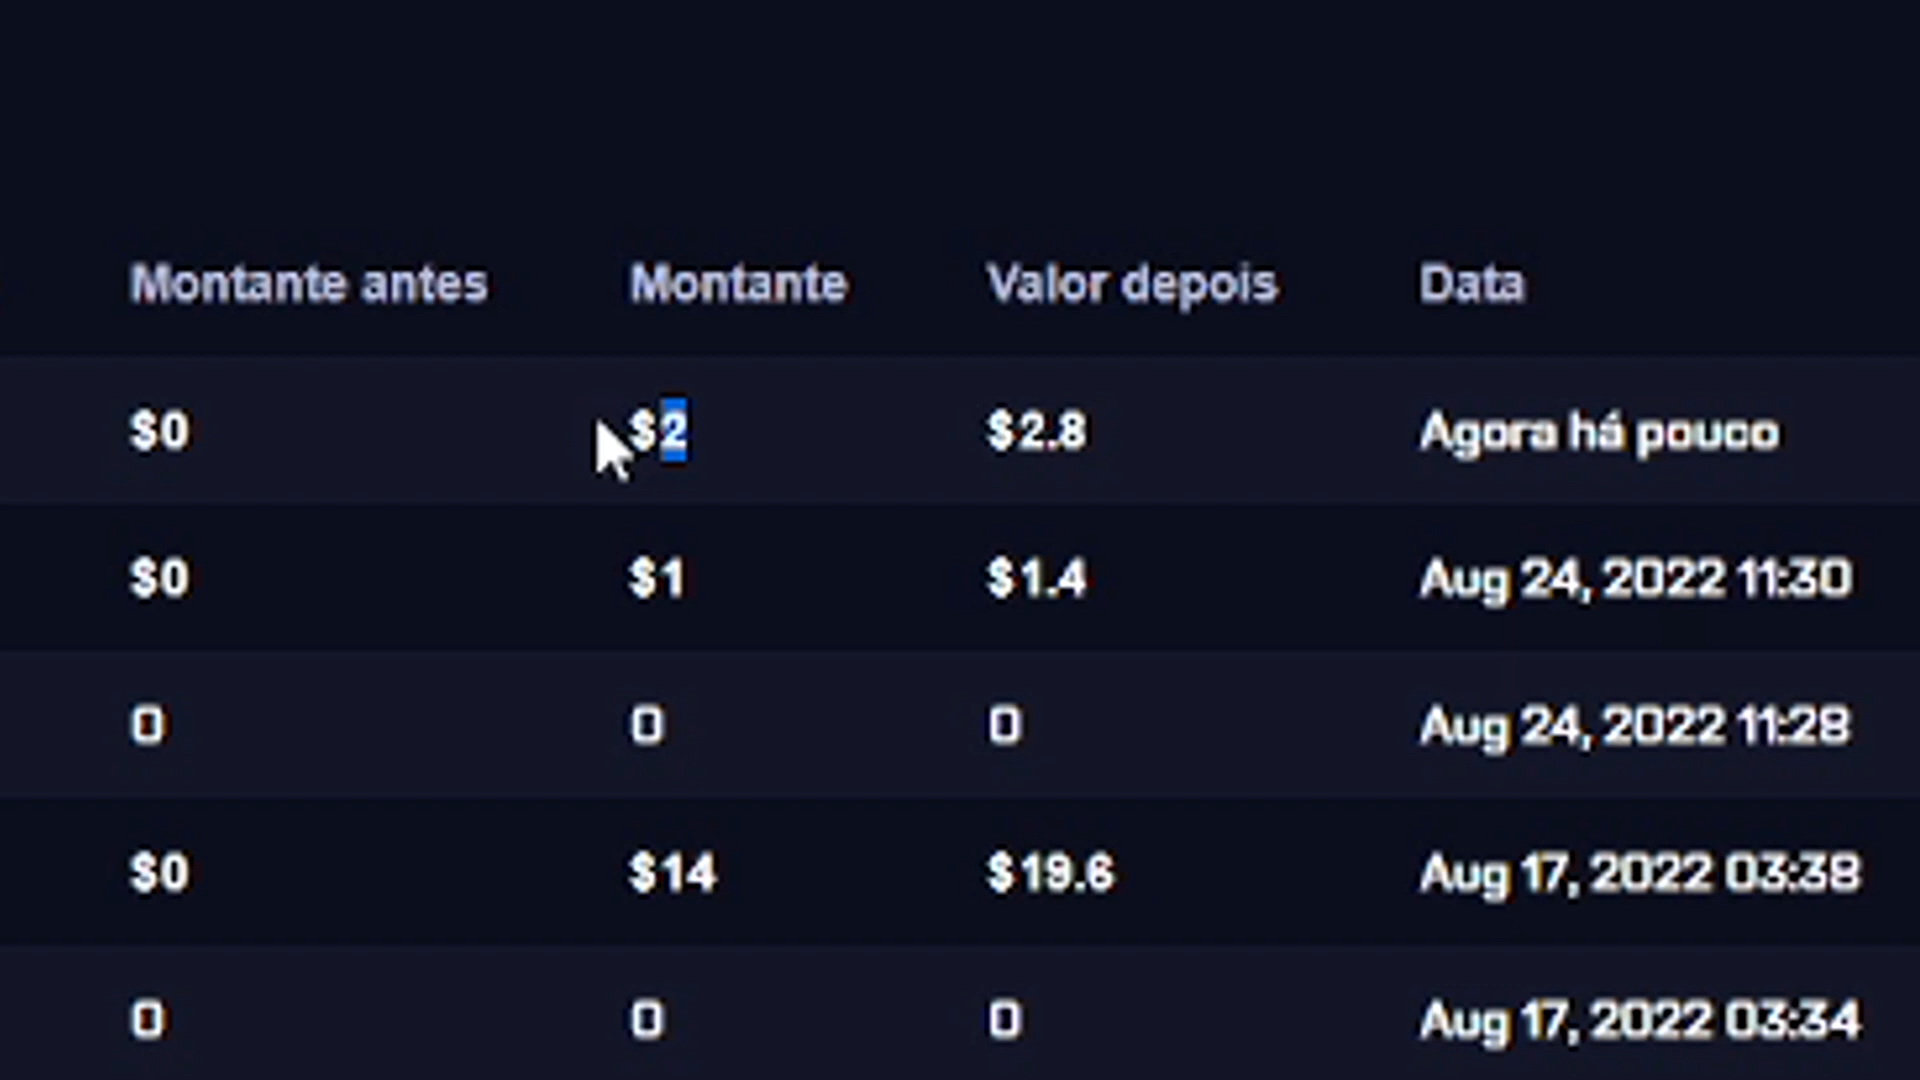 Montante antes Montante Valor depois Data
$0 $2 $2.8 Agora há pouco
$0 $1 $1.4 Aug 24, 2022 11:30
0 0 0 Aug 24, 2022 11:28
$0 $14 $19.6 Aug 17, 2022 03:38
0 0 0 Aug 17, 2022 03:34